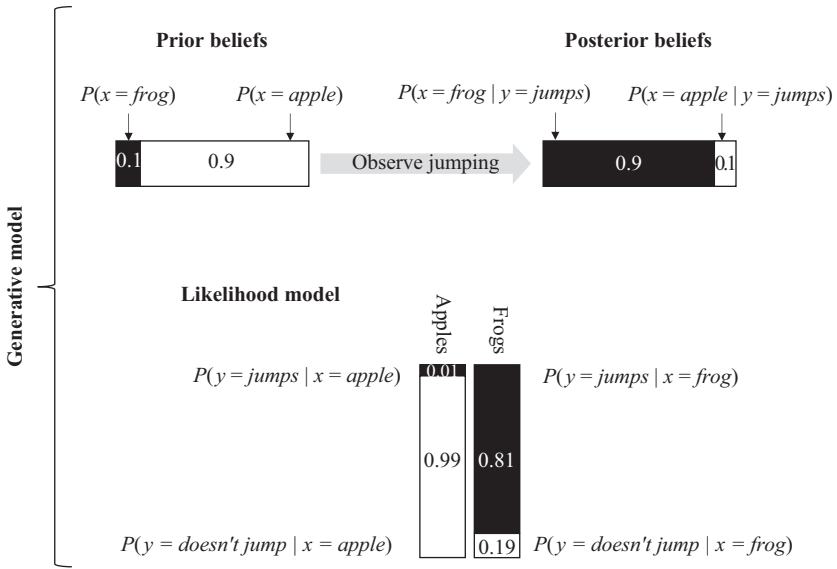 Prior beliefs
Posterior beliefs
P(x = frog)
P(x = apple)
P(x = frog | y = jumps)
P(x = apple | y = jumps)
0.1
0.9
Observe jumping
0.9
0.1
Generative model
Likelihood model
Apples
Frogs
P(y = jumps | x = apple)
0.01
P(y = jumps | x = frog)
0.99
0.81
P(y = doesn't jump | x = apple)
0.19
P(y = doesn't jump | x = frog)